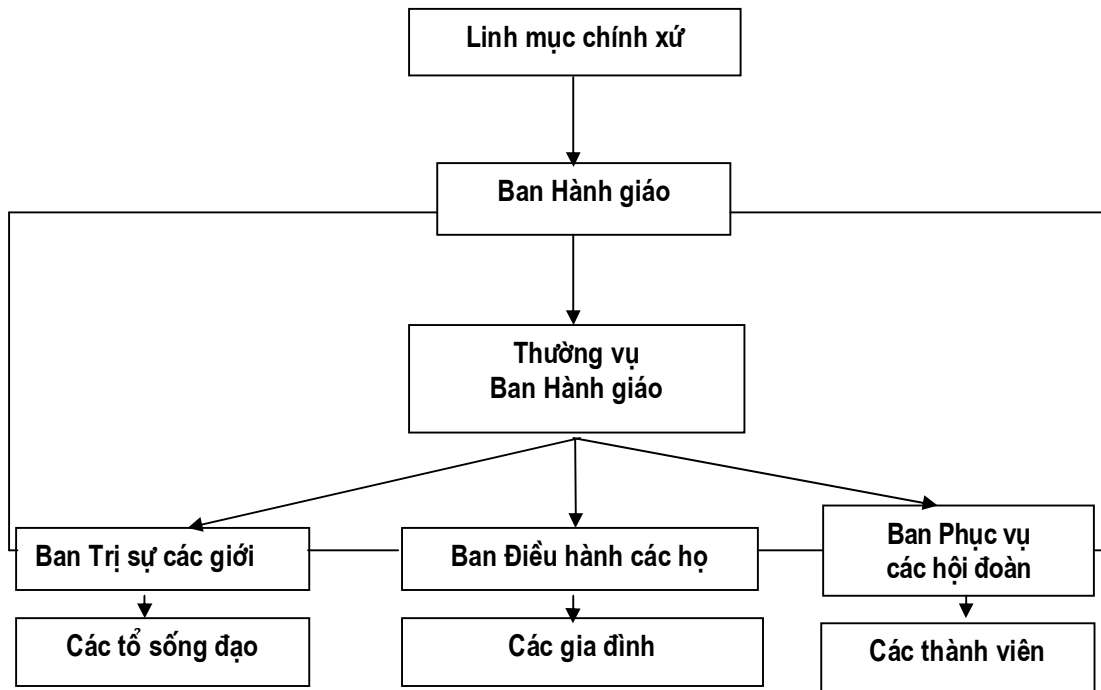 Linh mục chính xứ
Ban Hành giáo
Thường vụ
Ban Hành giáo
Ban Trị sự các giới
Ban Điều hành các họ
Ban Phục vụ
các hội đoàn
Các tổ sống đạo
Các gia đình
Các thành viên